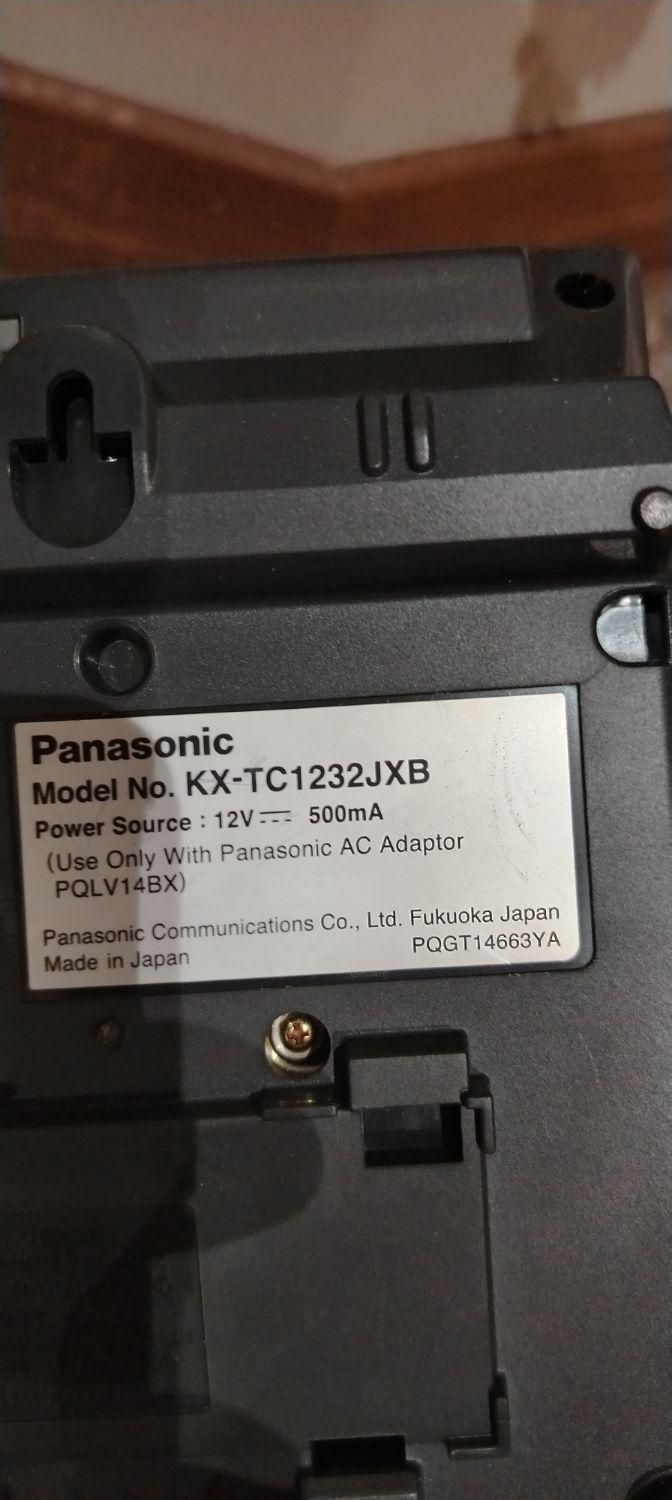 Panasonic
Model No. KX-TC1232JXB
Power Source : 12V⎓ 500mA
(Use Only With Panasonic AC Adaptor
PQLV14BX)
Panasonic Communications Co., Ltd. Fukuoka Japan
Made in Japan PQGT14663YA